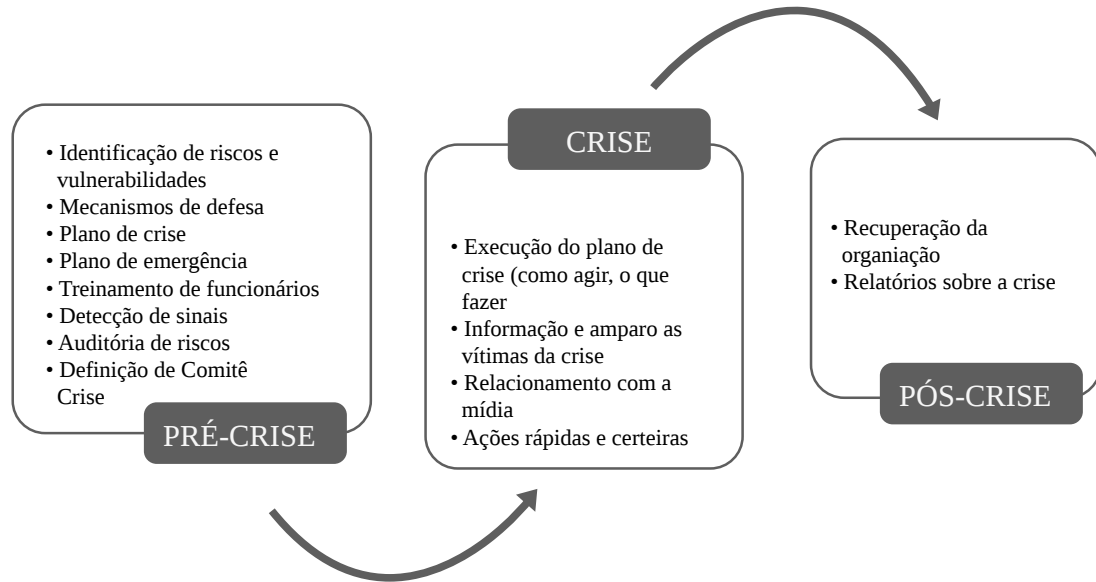 • Identificação de riscos e
vulnerabilidades
• Mecanismos de defesa
• Plano de crise
• Plano de emergência
• Treinamento de funcionários
• Detecção de sinais
• Auditória de riscos
• Definição de Comitê
Crise
PRÉ-CRISE
CRISE
• Execução do plano de
crise (como agir, o que
fazer
• Informação e amparo as
vítimas da crise
• Relacionamento com a
mídia
• Ações rápidas e certeiras
• Recuperação da
organiação
• Relatórios sobre a crise
PÓS-CRISE